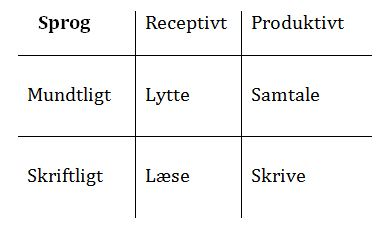 Sprog Receptivt Produktivt
Mundtligt Lytte Samtale
Skriftligt Læse Skrive